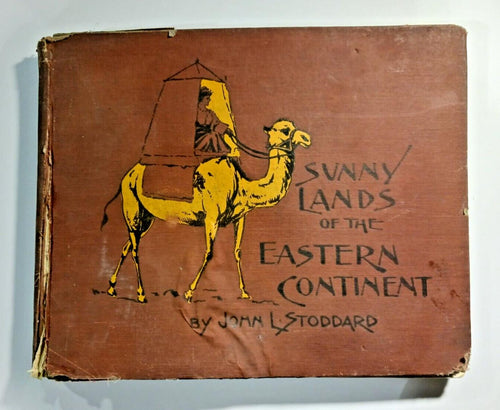 SUNNY
LANDS
OF THE
EASTERN
CONTINENT
BY JOHN L. STODDARD